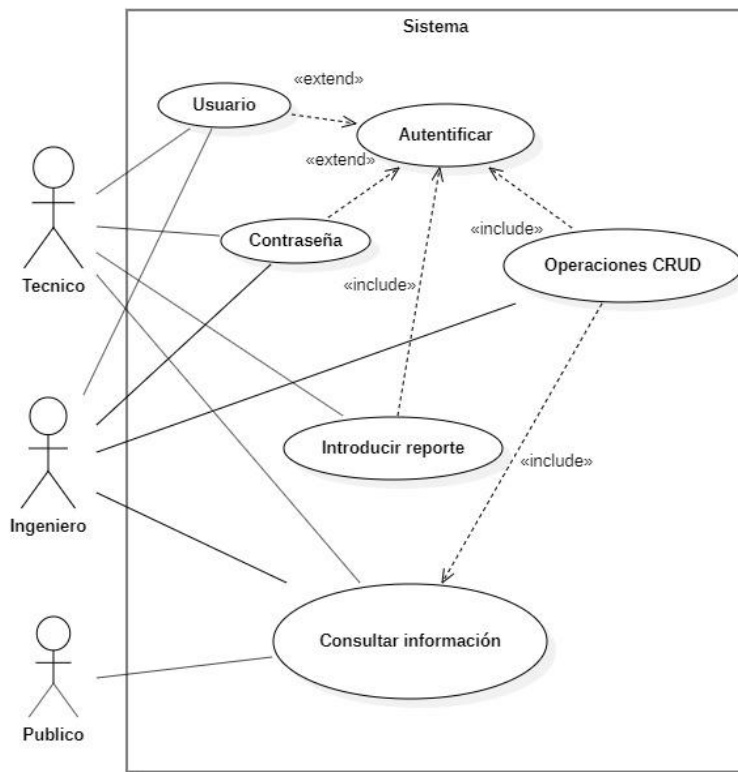 Sistema
«extend»
Usuario
Autentificar
«extend»
Contraseña
«include»
Operaciones CRUD
Tecnico
«include»
Introducir reporte
«include»
Ingeniero
Consultar información
Publico